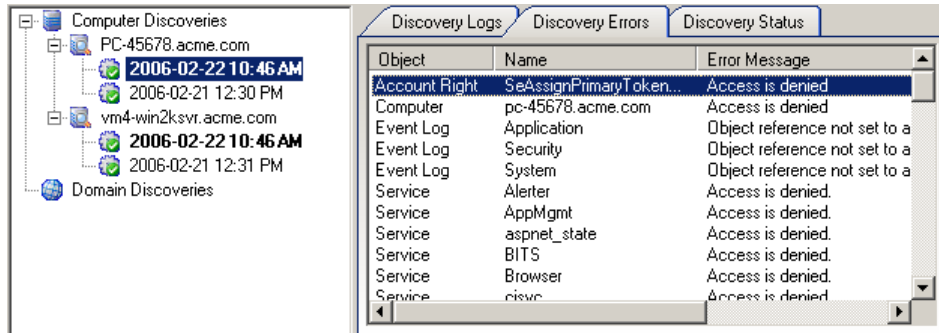 Computer Discoveries
PC-45678.acme.com
2006-02-22 10:46 AM
2006-02-21 12:30 PM
vm4-win2ksvr.acme.com
2006-02-22 10:46 AM
2006-02-21 12:31 PM
Domain Discoveries
Discovery Logs Discovery Errors Discovery Status
Object Name Error Message
Account Right SeAssignPrimaryToken... Access is denied
Computer pc-45678.acme.com Access is denied
Event Log Application Object reference not set to a
Event Log Security Object reference not set to a
Event Log System Object reference not set to a
Service Alerter Access is denied.
Service AppMgmt Access is denied.
Service aspnet_state Access is denied.
Service BITS Access is denied.
Service Browser Access is denied.
Service cisvc Access is denied